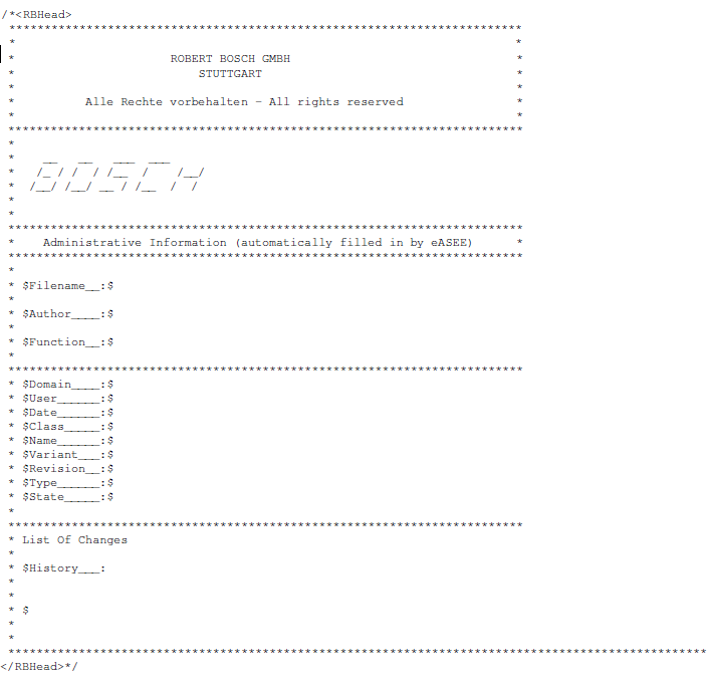 /*<RBHead>
 *************************************************************************
 *                                                                       *
 *                      ROBERT BOSCH GMBH                                *
 *                          STUTTGART                                    *
 *                                                                       *
 *          Alle Rechte vorbehalten - All rights reserved                *
 *                                                                       *
 *************************************************************************
 *
 *    __   __   ___ ___
 *   /_ / /  / /__  /    /__/
 *  /__/ /__/ __ / /__  /  /
 *
 *
 *************************************************************************
 *    Administrative Information (automatically filled in by eASEE)      *
 *************************************************************************
 *
 * $Filename__:$
 *
 * $Author____:$
 *
 * $Function__:$
 *
 *************************************************************************
 * $Domain____:$
 * $User______:$
 * $Date______:$
 * $Class_____:$
 * $Name______:$
 * $Variant___:$
 * $Revision__:$
 * $Type______:$
 * $State_____:$
 *
 *************************************************************************
 * List Of Changes
 *
 * $History___:
 *
 *
 * $
 *
 *
 ***************************************************************************************************
</RBHead>*/